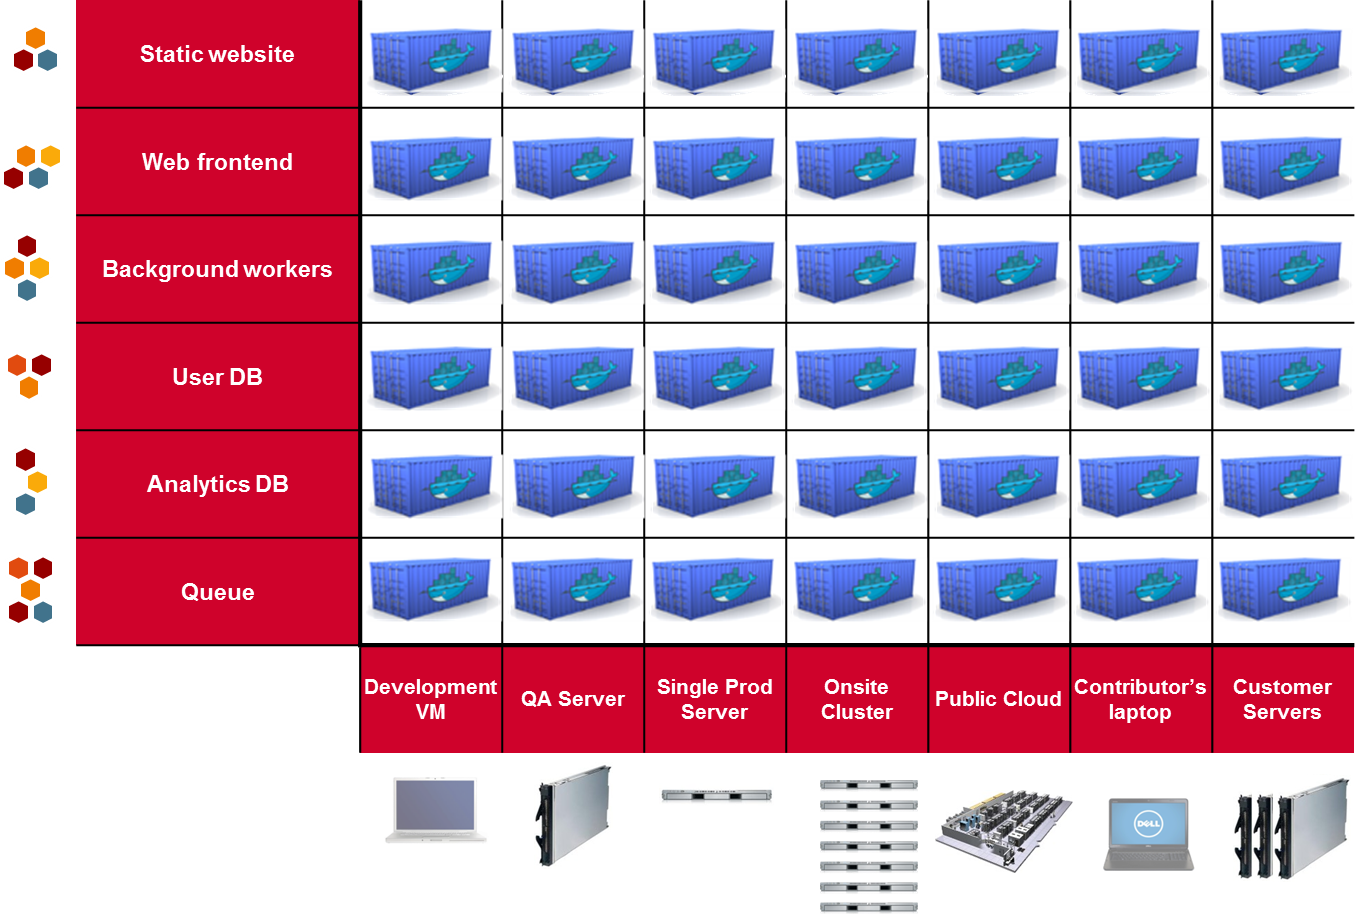 Static website
Web frontend
Background workers
User DB
Analytics DB
Queue
Development
VM
QA Server
Single Prod
Server
Onsite
Cluster
Public Cloud
Contributor’s
laptop
Customer
Servers
DELL